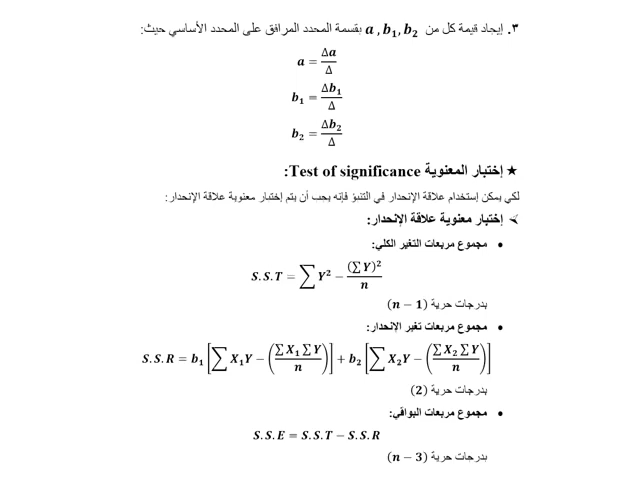 ٣. إيجاد قيمة كل من a , b₁, b₂ بقسمة المحدد المرافق على المحدد الأساسي حيث:
a = Δa/Δ
b₁ = Δb₁/Δ
b₂ = Δb₂/Δ
★ إختبار المعنوية Test of significance:
لكي يمكن إستخدام علاقة الإنحدار في التنبؤ فإنه يجب أن يتم إختبار معنوية علاقة الإنحدار:
➢ إختبار معنوية علاقة الإنحدار:
• مجموع مربعات التغير الكلي:
S.S.T = ∑Y² − (∑Y)²/n
بدرجات حرية (n − 1)
• مجموع مربعات تغير الإنحدار:
S.S.R = b₁[∑X₁Y − (∑X₁∑Y/n)] + b₂[∑X₂Y − (∑X₂∑Y/n)]
بدرجات حرية (2)
• مجموع مربعات البواقي:
S.S.E = S.S.T − S.S.R
بدرجات حرية (n − 3)